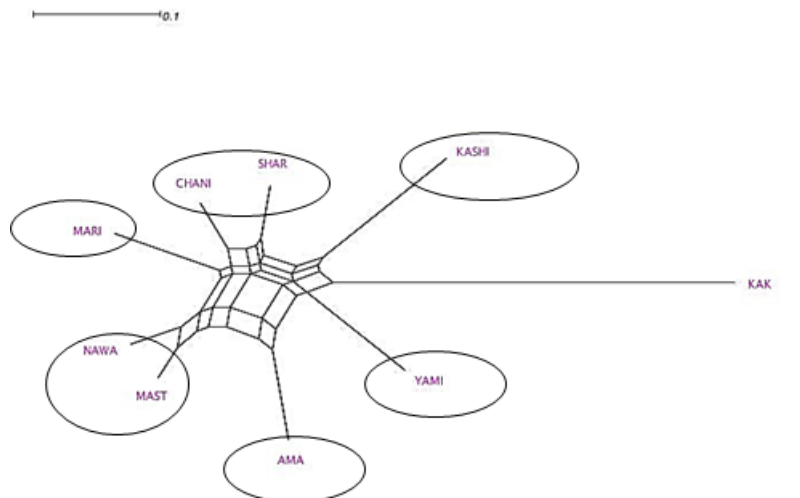 0.1
SHAR
KASHI
CHANI
MARI
KAK
NAWA
YAMI
MAST
AMA